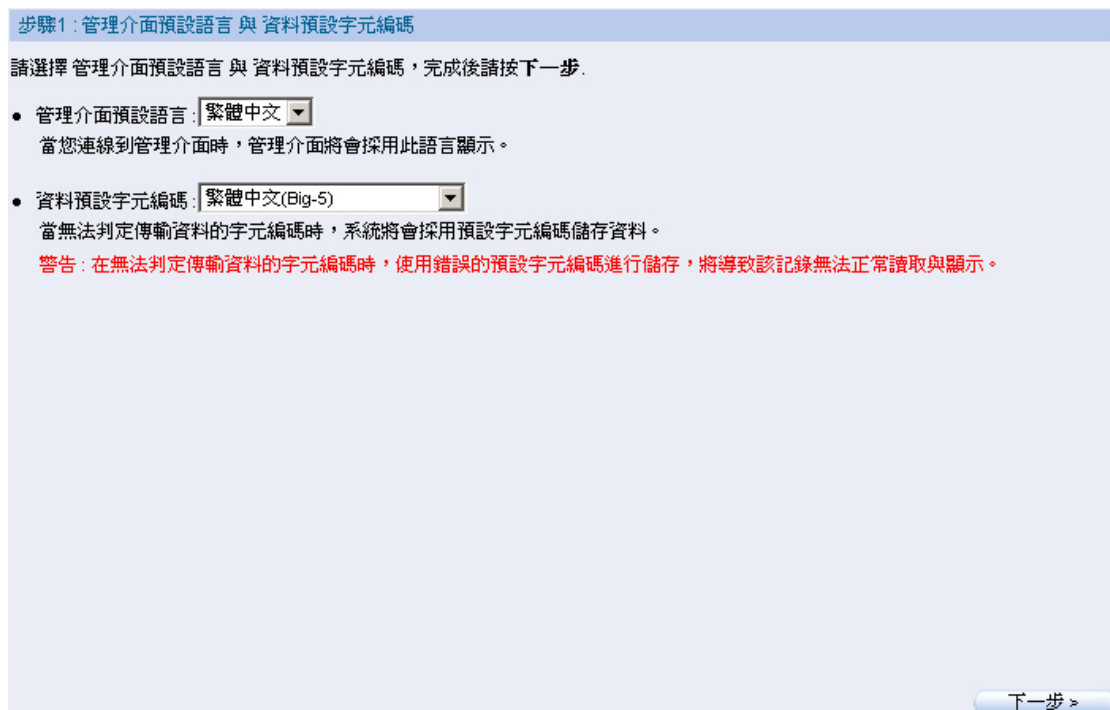 步驟1 : 管理介面預設語言 與 資料預設字元編碼
請選擇 管理介面預設語言 與 資料預設字元編碼，完成後請按下一步.
• 管理介面預設語言 : 繁體中文
當您連線到管理介面時，管理介面將會採用此語言顯示。
• 資料預設字元編碼 : 繁體中文(Big-5)
當無法判定傳輸資料的字元編碼時，系統將會採用預設字元編碼儲存資料。
警告 : 在無法判定傳輸資料的字元編碼時，使用錯誤的預設字元編碼進行儲存，將導致該記錄無法正常讀取與顯示。
下一步 >